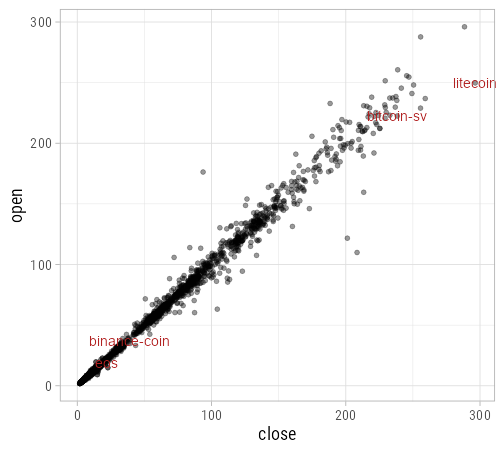 300
litecoin
bitcoin-sv
200
open
100
binance-coin
eos
0
0 100 200 300
close